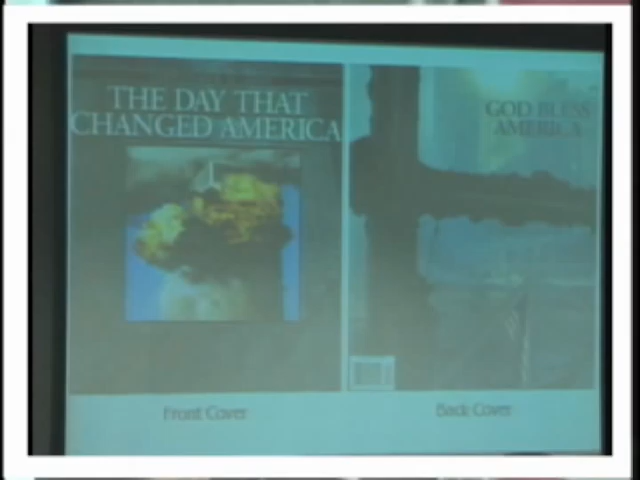 THE DAY THAT
CHANGED AMERICA
GOD BLESS
AMERICA
Front Cover
Back Cover